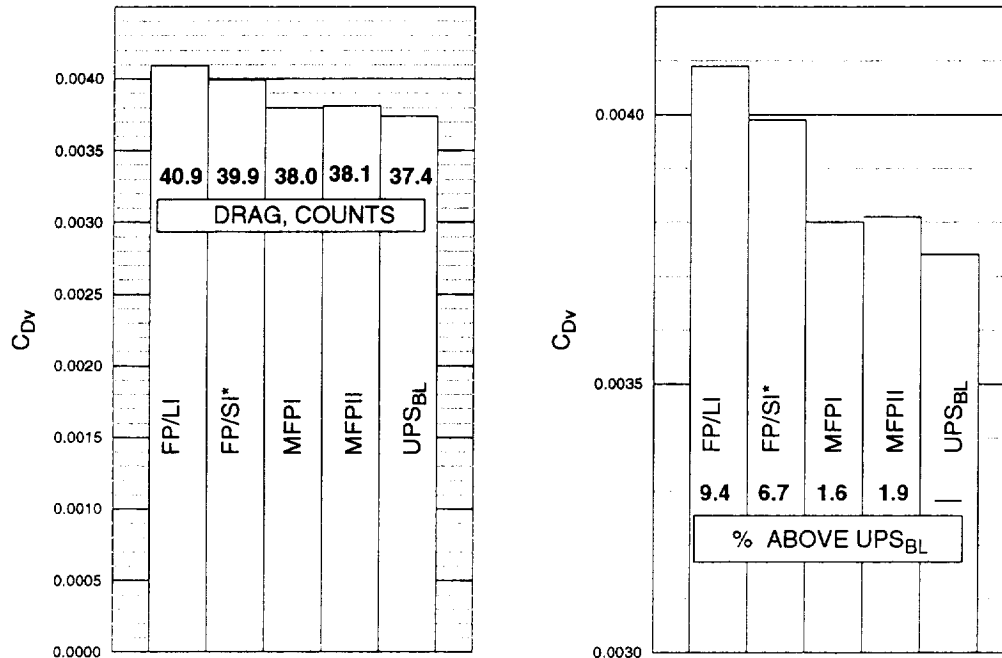 0.0040
0.0035
0.0030
0.0025
0.0020
0.0015
0.0010
0.0005
0.0000
C_Dv
40.9 39.9 38.0 38.1 37.4
DRAG, COUNTS
FP/LI
FP/SI*
MFPI
MFPII
UPS_BL
0.0040
0.0035
0.0030
C_Dv
FP/LI
FP/SI*
MFPI
MFPII
UPS_BL
9.4 6.7 1.6 1.9 —
% ABOVE UPS_BL